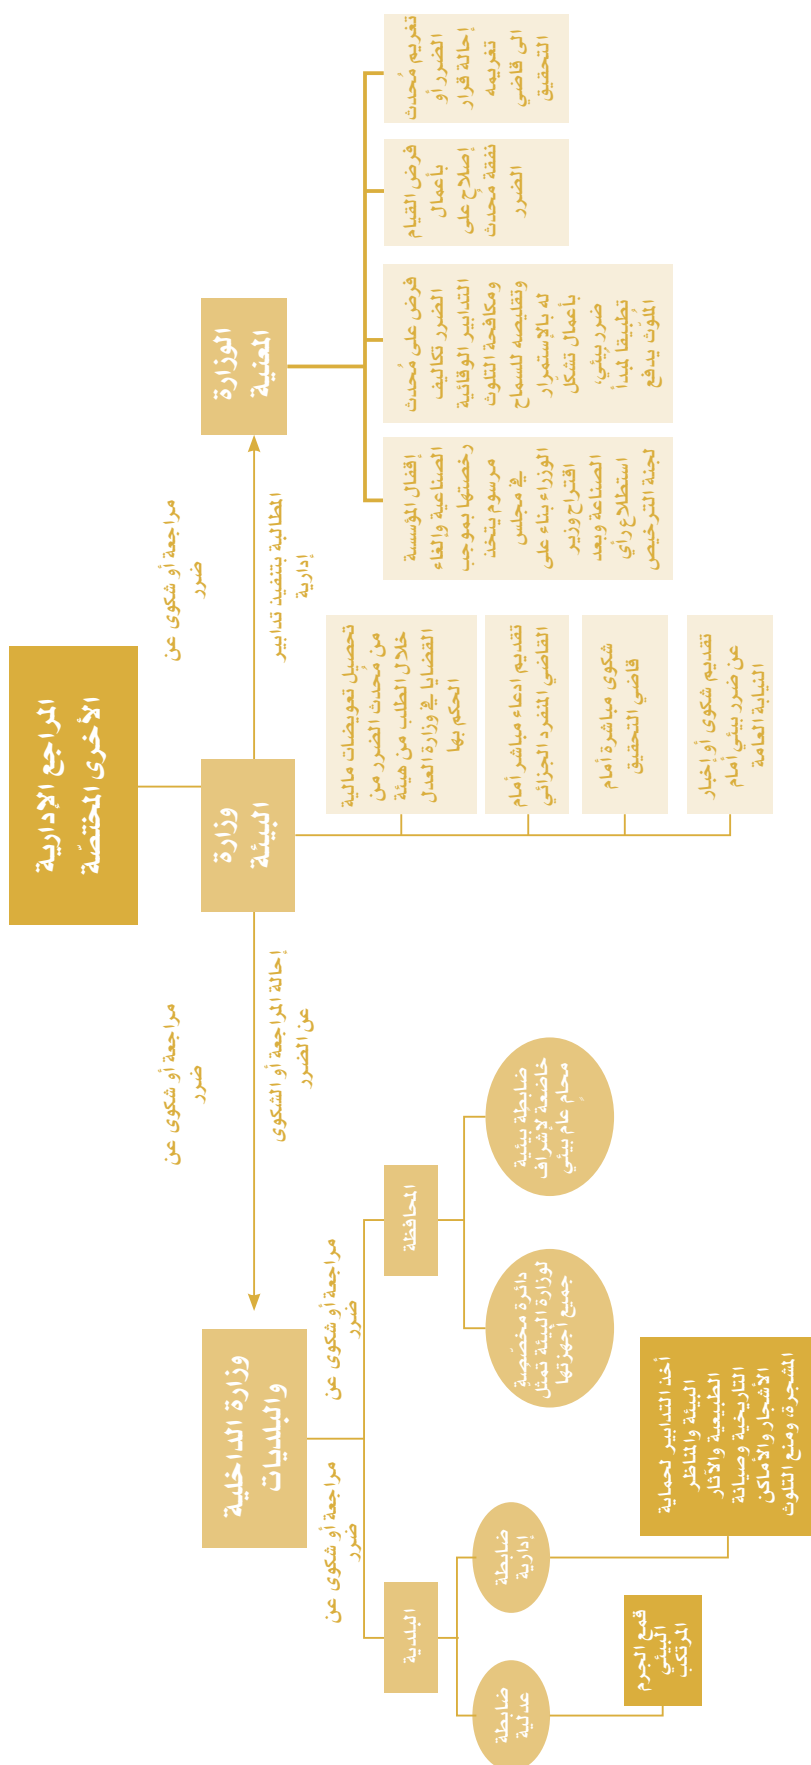 المراجع الإدارية
الأخرى المختصّة
مراجعة أو شكوى عن
ضرر
مراجعة أو شكوى عن
ضرر
الوزارة
المعنية
وزارة
البيئة
وزارة الداخلية
والبلديات
المطالبة بتنفيذ تدابير
إدارية
إحالة المراجعة أو الشكوى
عن الضرر
تغريم مُحدث
الضرر أو
إحالة قرار
تغريمه
الى قاضي
التحقيق
فرض القيام
بأعمال
إصلاح على
نفقة محدث
الضرر
فرض على مُحدث
الضرر تكاليف
التدابير الوقائية
ومكافحة التلوث
وتقليصه للسماح
له بالإستمرار
بأعمال تشكّل
ضرر بيئي،
تطبيقا لمبدأ
الملوّث يدفع
إقفال المؤسسة
الصناعية وإلغاء
رخصتها بموجب
مرسوم يتخذ
في مجلس
الوزراء بناء على
اقتراح وزير
الصناعة وبعد
استطلاع رأي
لجنة الترخيص
تحصيل تعويضات مالية
من محدث الضرر من
خلال الطلب من هيئة
القضايا في وزارة العدل
الحكم بها
تقديم ادعاء مباشر أمام
القاضي المنفرد الجزائي
شكوى مباشرة أمام
قاضي التحقيق
تقديم شكوى أو إخبار
عن ضرر بيئي أمام
النيابة العامة
مراجعة أو شكوى عن
ضرر
مراجعة أو شكوى عن
ضرر
المحافظة
البلدية
ضابطة بيئية
خاضعة لإشراف
محامٍ عام بيئي
دائرة مخصّصة
لوزارة البيئة تمثل
جميع أجهزتها
ضابطة
إدارية
ضابطة
عدلية
أخذ التدابير لحماية
البيئة والمناظر
الطبيعية والآثار
التاريخية وصيانة
الأشجار والأماكن
المشجرة، ومنع التلوث
قمع الجرم
البيئي
المرتكب